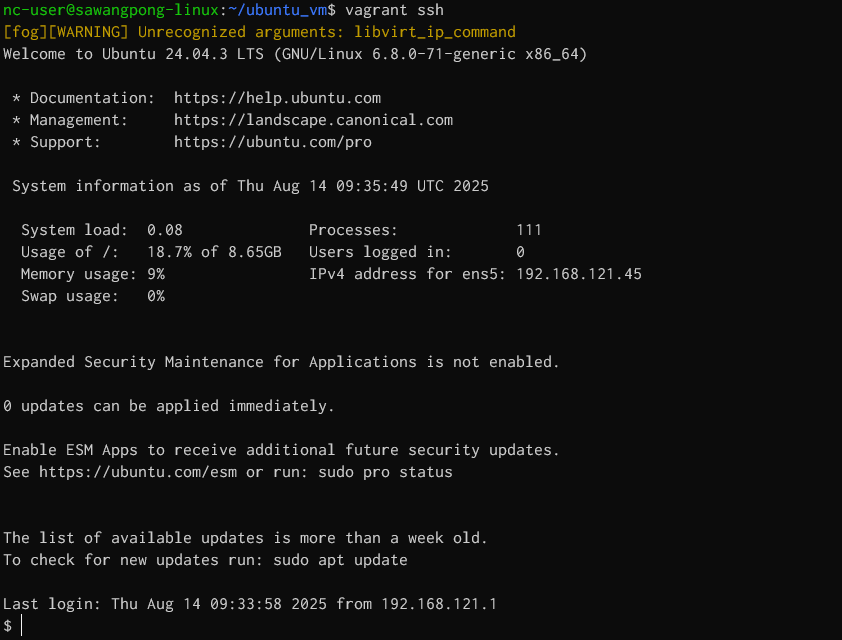 nc-user@sawangpong-linux:~/ubuntu_vm$ vagrant ssh
[fog][WARNING] Unrecognized arguments: libvirt_ip_command
Welcome to Ubuntu 24.04.3 LTS (GNU/Linux 6.8.0-71-generic x86_64)

 * Documentation:  https://help.ubuntu.com
 * Management:     https://landscape.canonical.com
 * Support:        https://ubuntu.com/pro

 System information as of Thu Aug 14 09:35:49 UTC 2025

  System load:  0.08              Processes:             111
  Usage of /:   18.7% of 8.65GB   Users logged in:       0
  Memory usage: 9%                IPv4 address for ens5: 192.168.121.45
  Swap usage:   0%

Expanded Security Maintenance for Applications is not enabled.

0 updates can be applied immediately.

Enable ESM Apps to receive additional future security updates.
See https://ubuntu.com/esm or run: sudo pro status

The list of available updates is more than a week old.
To check for new updates run: sudo apt update

Last login: Thu Aug 14 09:33:58 2025 from 192.168.121.1
$